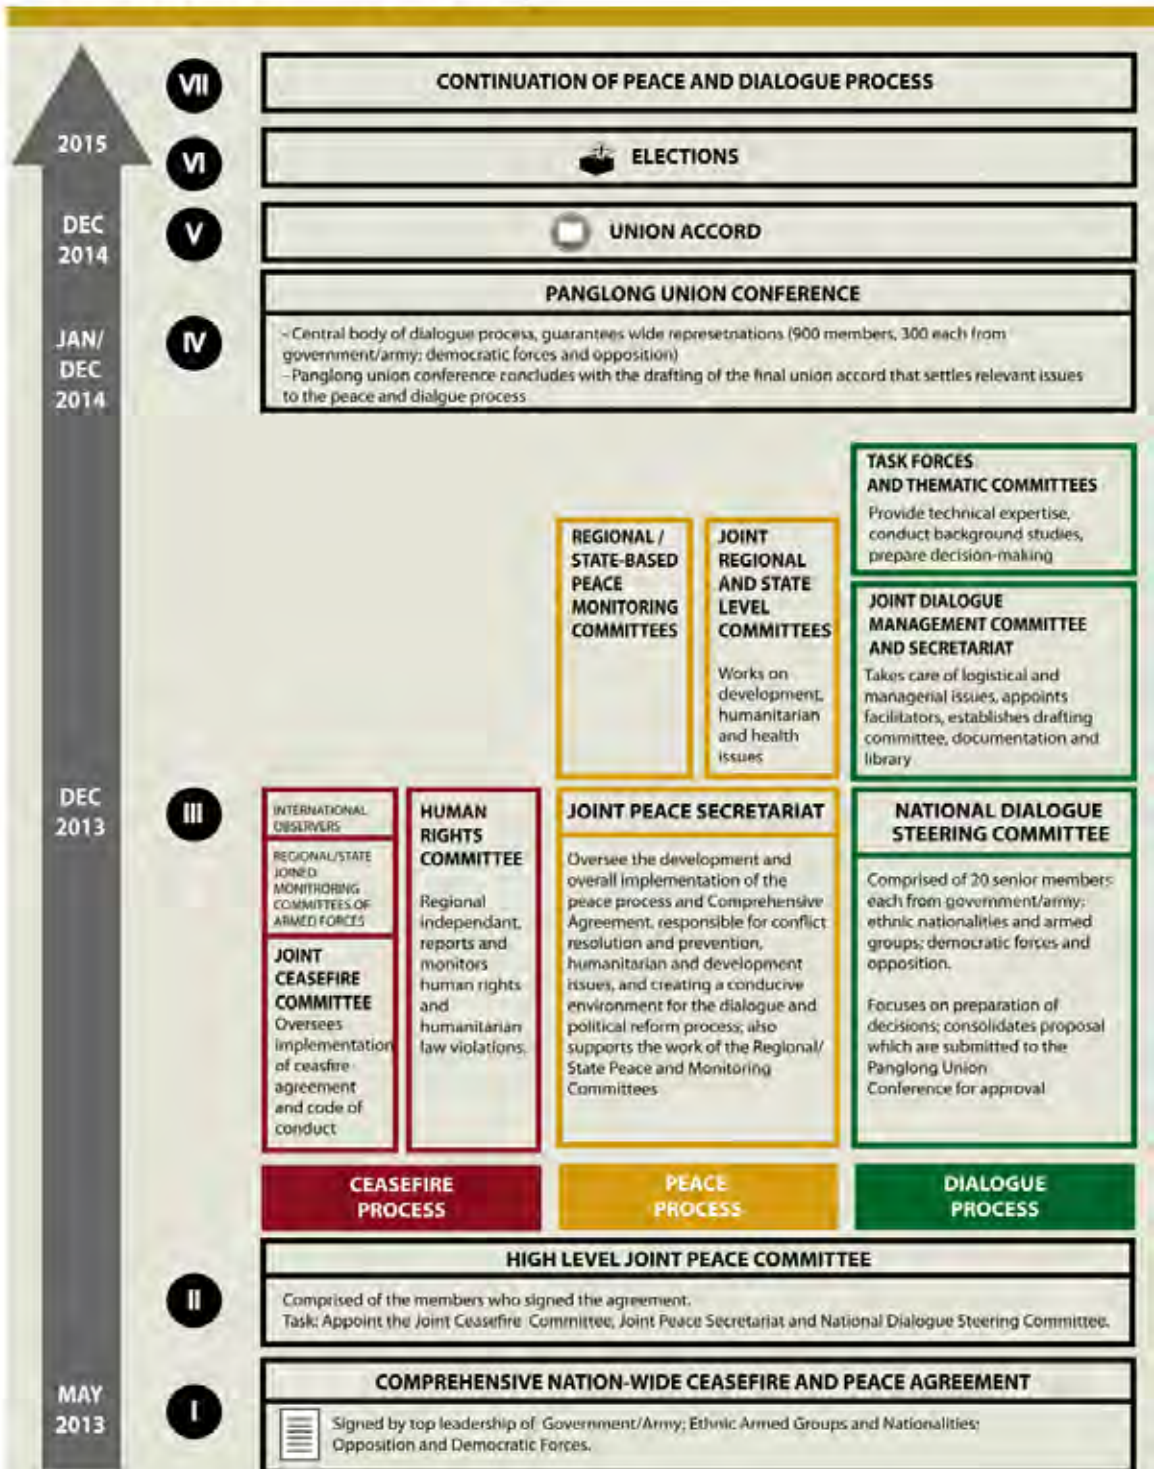 VII
CONTINUATION OF PEACE AND DIALOGUE PROCESS
2015
VI
ELECTIONS
DEC
2014
V
UNION ACCORD
JAN/
DEC
2014
IV
PANGLONG UNION CONFERENCE
- Central body of dialogue process, guarantees wide represetnations (900 members, 300 each from
government/army; democratic forces and opposition)
- Panglong union conference concludes with the drafting of the final union accord that settles relevant issues
to the peace and dialgue process
TASK FORCES
AND THEMATIC COMMITTEES
Provide technical expertise,
conduct background studies,
prepare decision-making
REGIONAL /
STATE-BASED
PEACE
MONITORING
COMMITTEES
JOINT
REGIONAL
AND STATE
LEVEL
COMMITTEES
Works on
development,
humanitarian
and health
issues
JOINT DIALOGUE
MANAGEMENT COMMITTEE
AND SECRETARIAT
Takes care of logistical and
managerial issues, appoints
facilitators, establishes drafting
committee, documentation and
library
DEC
2013
III
INTERNATIONAL
OBSERVERS
REGIONAL/STATE
JOINED
MONITRORING
COMMITTEES OF
ARMED FORCES
JOINT
CEASEFIRE
COMMITTEE
Oversees
implementation
of ceasfire
agreement
and code of
conduct
HUMAN
RIGHTS
COMMITTEE
Regional
independant,
reports and
monitors
human rights
and
humanitarian
law violations.
JOINT PEACE SECRETARIAT
Oversee the development and
overall implementation of the
peace process and Comprehensive
Agreement, responsible for conflict
resolution and prevention,
humanitarian and development
issues, and creating a conducive
environment for the dialogue and
political reform process; also
supports the work of the Regional/
State Peace and Monitoring
Committees
NATIONAL DIALOGUE
STEERING COMMITTEE
Comprised of 20 senior members
each from government/army;
ethnic nationalities and armed
groups; democratic forces and
opposition.
Focuses on preparation of
decisions; consolidates proposal
which are submitted to the
Panglong Union
Conference for approval
CEASEFIRE
PROCESS
PEACE
PROCESS
DIALOGUE
PROCESS
II
HIGH LEVEL JOINT PEACE COMMITTEE
Comprised of the members who signed the agreement.
Task: Appoint the Joint Ceasefire Committee, Joint Peace Secretariat and National Dialogue Steering Committee.
MAY
2013
I
COMPREHENSIVE NATION-WIDE CEASEFIRE AND PEACE AGREEMENT
Signed by top leadership of Government/Army; Ethnic Armed Groups and Nationalities;
Opposition and Democratic Forces.